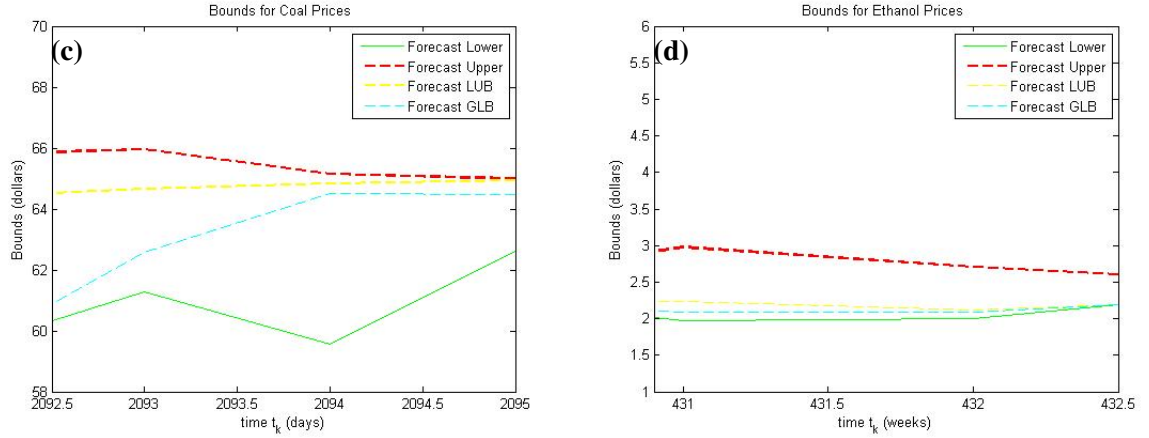 Bounds for Coal Prices
(c)
Forecast Lower
Forecast Upper
Forecast LUB
Forecast GLB
70
68
66
64
62
60
58
Bounds (dollars)
2092.5 2093 2093.5 2094 2094.5 2095
time t_k (days)
Bounds for Ethanol Prices
(d)
Forecast Lower
Forecast Upper
Forecast LUB
Forecast GLB
6
5.5
5
4.5
4
3.5
3
2.5
2
1.5
1
Bounds (dollars)
431 431.5 432 432.5
time t_k (weeks)